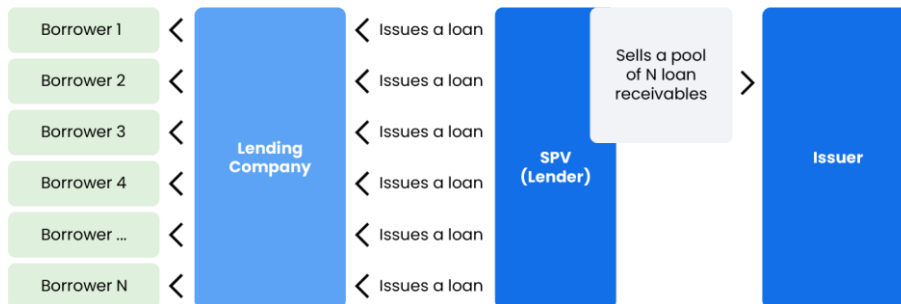 Borrower 1
Issues a loan
Borrower 2
Issues a loan
Sells a pool
of N loan
receivables
Borrower 3
Issues a loan
Lending
Company
SPV
(Lender)
Issuer
Borrower 4
Issues a loan
Borrower ...
Issues a loan
Borrower N
Issues a loan